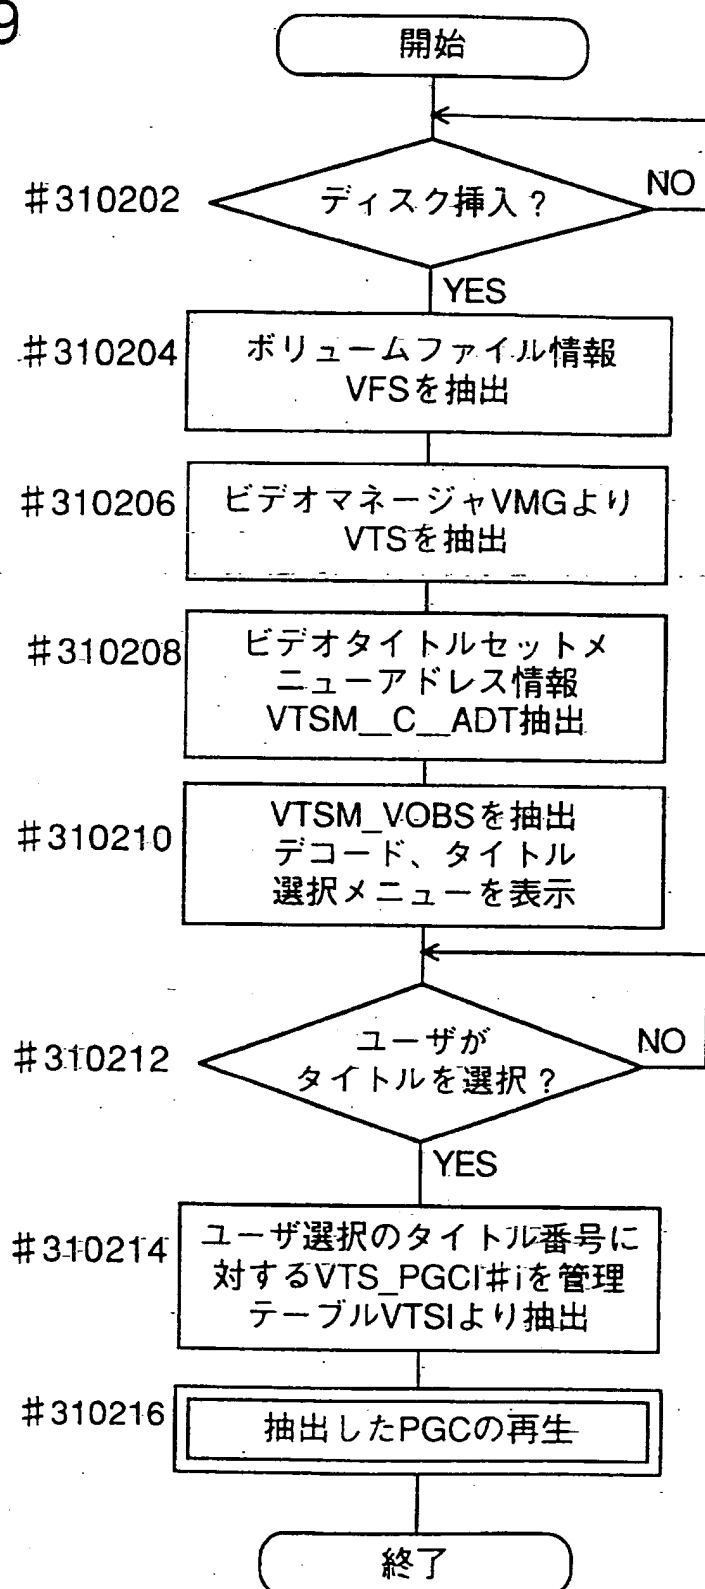 9
開始
#310202
ディスク挿入？
NO
YES
#310204
ボリュームファイル情報
VFSを抽出
#310206
ビデオマネージャVMGより
VTSを抽出
#310208
ビデオタイトルセットメ
ニューアドレス情報
VTSM__C__ADT抽出
#310210
VTSM_VOBSを抽出
デコード、タイトル
選択メニューを表示
#310212
ユーザが
タイトルを選択？
NO
YES
#310214
ユーザ選択のタイトル番号に
対するVTS_PGCI#iを管理
テーブルVTSIより抽出
#310216
抽出したPGCの再生
終了